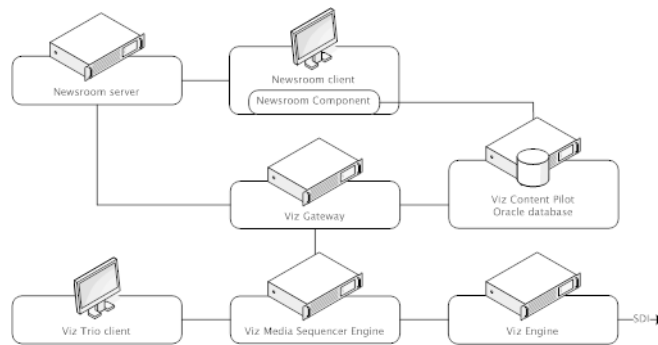 Newsroom server
Newsroom client
Newsroom Component
Viz Gateway
Viz Content Pilot
Oracle database
Viz Trio client
Viz Media Sequencer Engine
Viz Engine
SDI